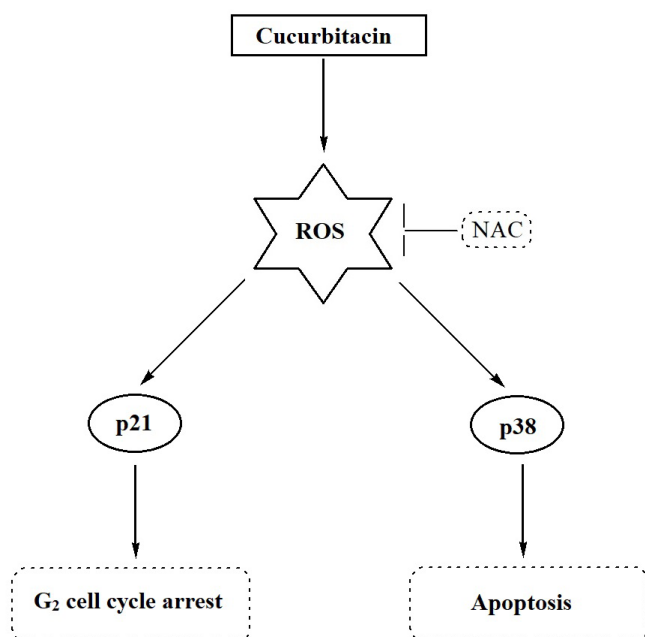 Cucurbitacin
ROS
NAC
p21
p38
G₂ cell cycle arrest
Apoptosis